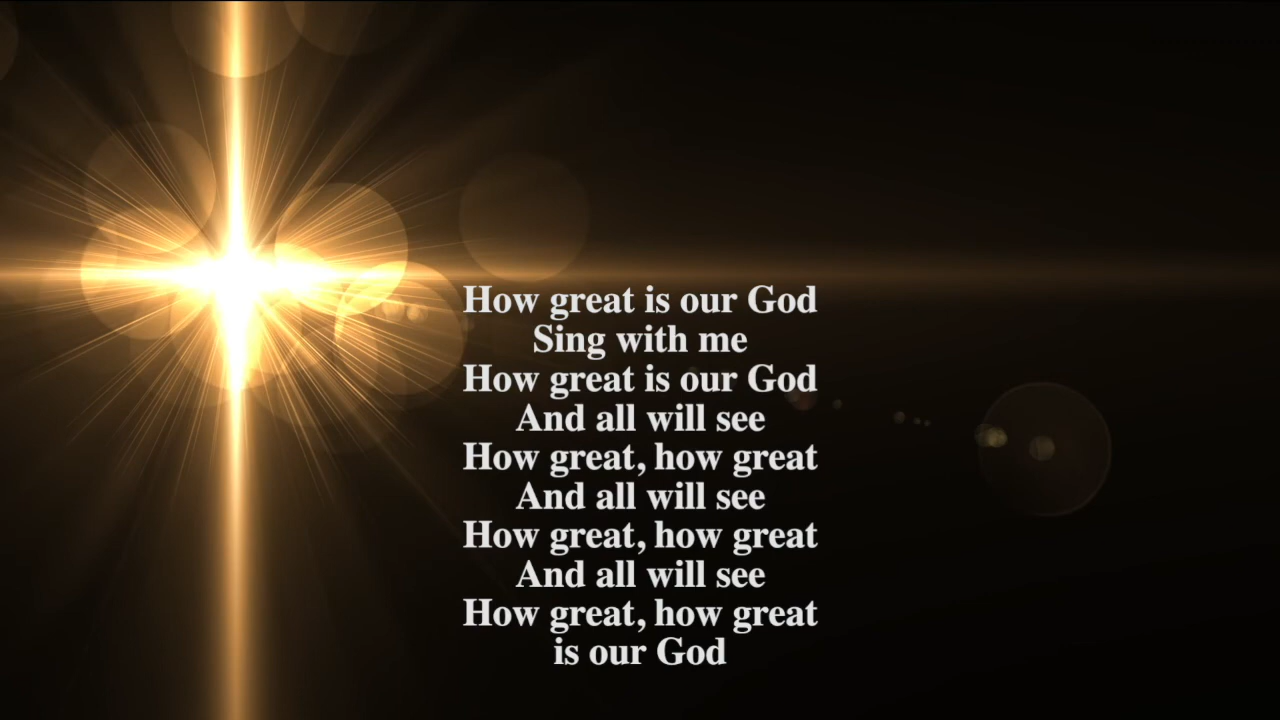 How great is our God
Sing with me
How great is our God
And all will see
How great, how great
And all will see
How great, how great
And all will see
How great, how great
is our God